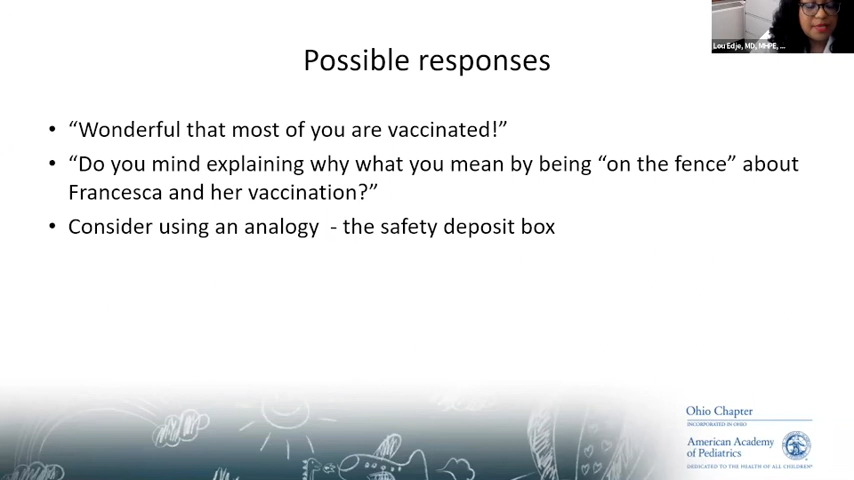 Lou Edje, MD, MHPE, ...
Possible responses
• “Wonderful that most of you are vaccinated!”
• “Do you mind explaining why what you mean by being “on the fence” about
Francesca and her vaccination?”
• Consider using an analogy  - the safety deposit box
Ohio Chapter
INCORPORATED IN OHIO
American Academy
of Pediatrics
DEDICATED TO THE HEALTH OF ALL CHILDREN®